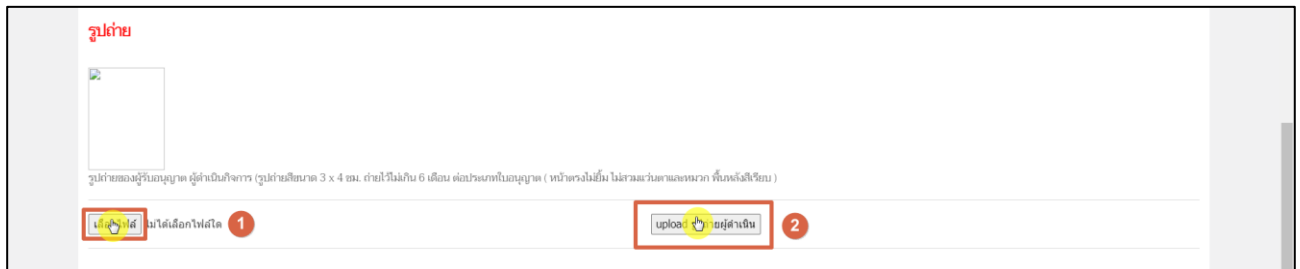 รูปถ่าย
รูปถ่ายของผู้รับอนุญาต ผู้ดำเนินกิจการ (รูปถ่ายสีขนาด 3 x 4 ซม. ถ่ายไว้ไม่เกิน 6 เดือน ต่อประเภทใบอนุญาต ( หน้าตรงไม่ยิ้ม ไม่สวมแว่นตาและหมวก พื้นหลังสีเรียบ )
ไม่ได้เลือกไฟล์ใด 1 upload 2